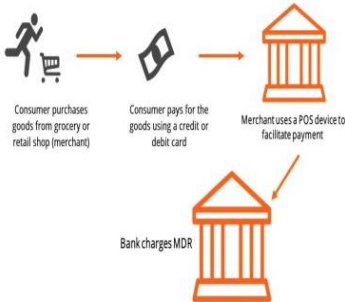 Consumer purchases
goods from grocery or
retail shop (merchant)
Consumer pays for the
goods using a credit or
debit card
Merchant uses a POS device to
facilitate payment
Bank charges MDR